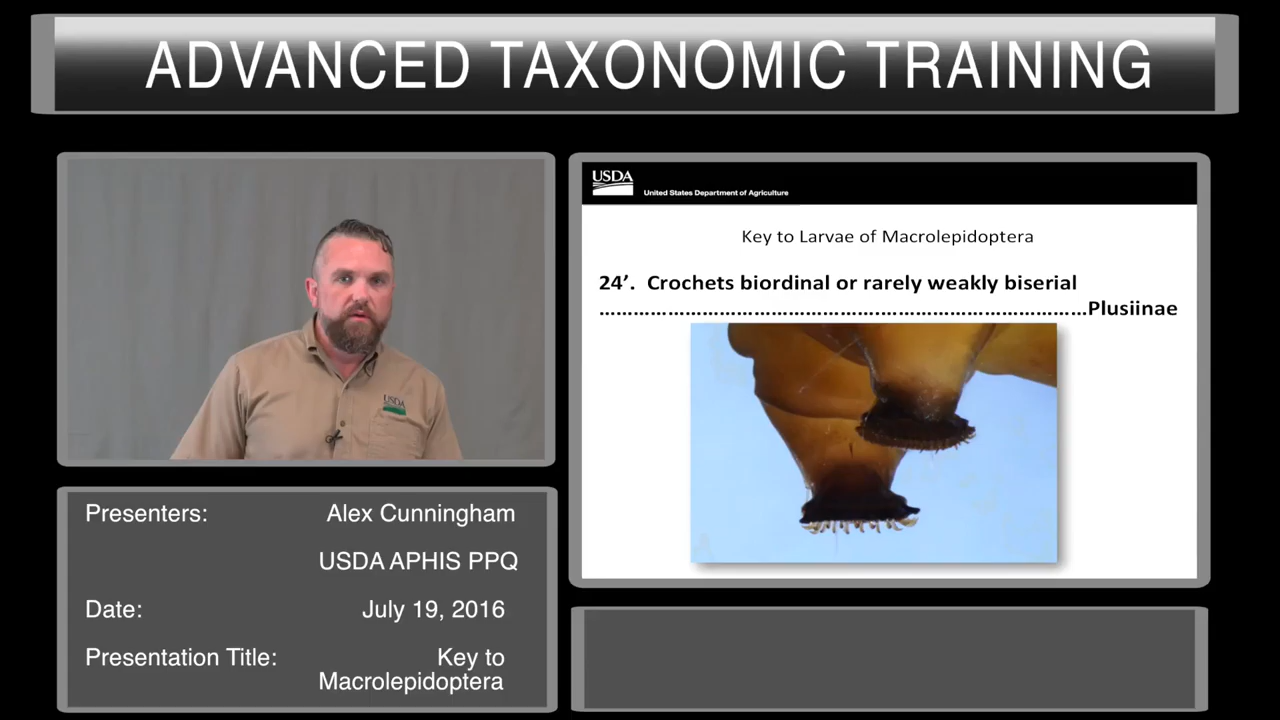 ADVANCED TAXONOMIC TRAINING
USDA
USDA
United States Department of Agriculture
Key to Larvae of Macrolepidoptera
24’. Crochets biordinal or rarely weakly biserial
……………………………………………………………………………Plusiinae
Presenters: Alex Cunningham
USDA APHIS PPQ
Date: July 19, 2016
Presentation Title: Key to
Macrolepidoptera